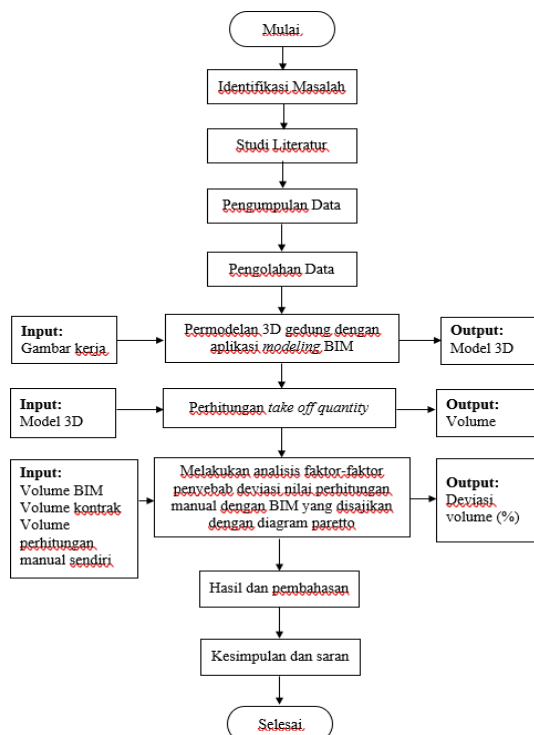 Mulai
Identifikasi Masalah
Studi Literatur
Pengumpulan Data
Pengolahan Data
Input:
Gambar kerja
Permodelan 3D gedung dengan
aplikasi modeling BIM
Output:
Model 3D
Input:
Model 3D
Perhitungan take off quantity
Output:
Volume
Input:
Volume BIM
Volume kontrak
Volume
perhitungan
manual sendiri
Melakukan analisis faktor-faktor
penyebab deviasi nilai perhitungan
manual dengan BIM yang disajikan
dengan diagram paretto
Output:
Deviasi
volume (%)
Hasil dan pembahasan
Kesimpulan dan saran
Selesai